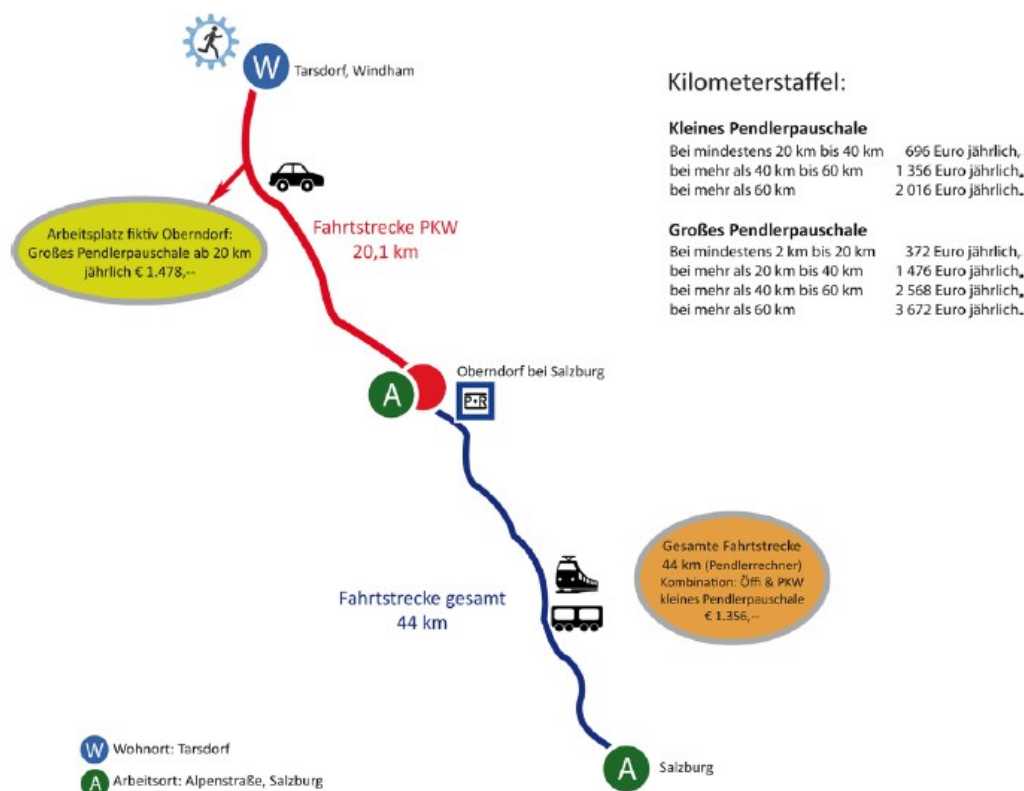 W
Tarsdorf, Windham
Kilometerstaffel:
Kleines Pendlerpauschale
Bei mindestens 20 km bis 40 km 696 Euro jährlich,
bei mehr als 40 km bis 60 km 1 356 Euro jährlich,
bei mehr als 60 km 2 016 Euro jährlich.
Großes Pendlerpauschale
Bei mindestens 2 km bis 20 km 372 Euro jährlich,
bei mehr als 20 km bis 40 km 1 476 Euro jährlich,
bei mehr als 40 km bis 60 km 2 568 Euro jährlich,
bei mehr als 60 km 3 672 Euro jährlich.
Fahrtstrecke PKW
20,1 km
Arbeitsplatz fiktiv Oberndorf:
Großes Pendlerpauschale ab 20 km
jährlich € 1.478,--
Oberndorf bei Salzburg
A
P+R
Gesamte Fahrtstrecke
44 km (Pendlerrechner)
Kombination: Öffi & PKW
kleines Pendlerpauschale
€ 1.356,--
Fahrtstrecke gesamt
44 km
A
Salzburg
W Wohnort: Tarsdorf
A Arbeitsort: Alpenstraße, Salzburg